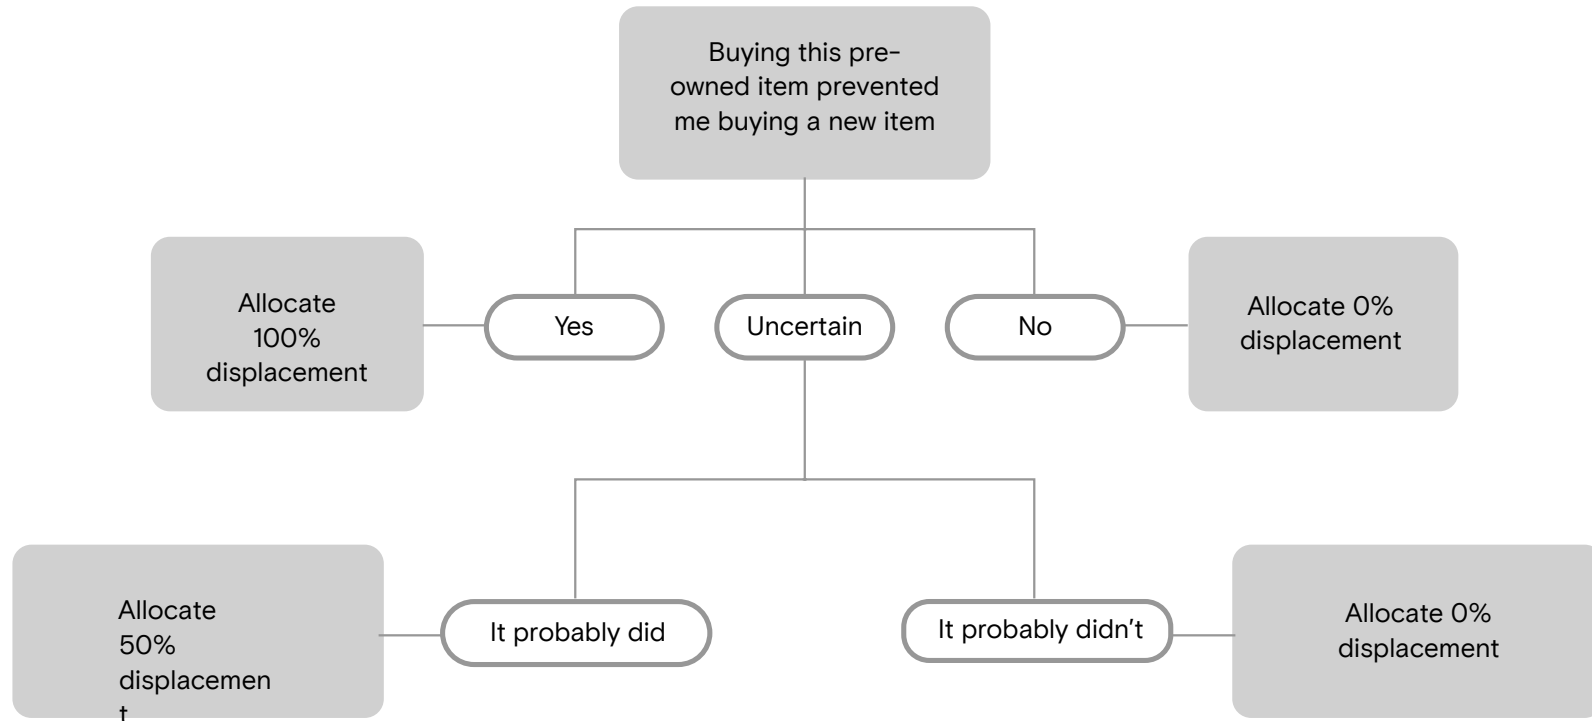 Buying this pre-
owned item prevented
me buying a new item
Allocate
100%
displacement
Yes
Uncertain
No
Allocate 0%
displacement
Allocate
50%
displacemen
t
It probably did
It probably didn't
Allocate 0%
displacement